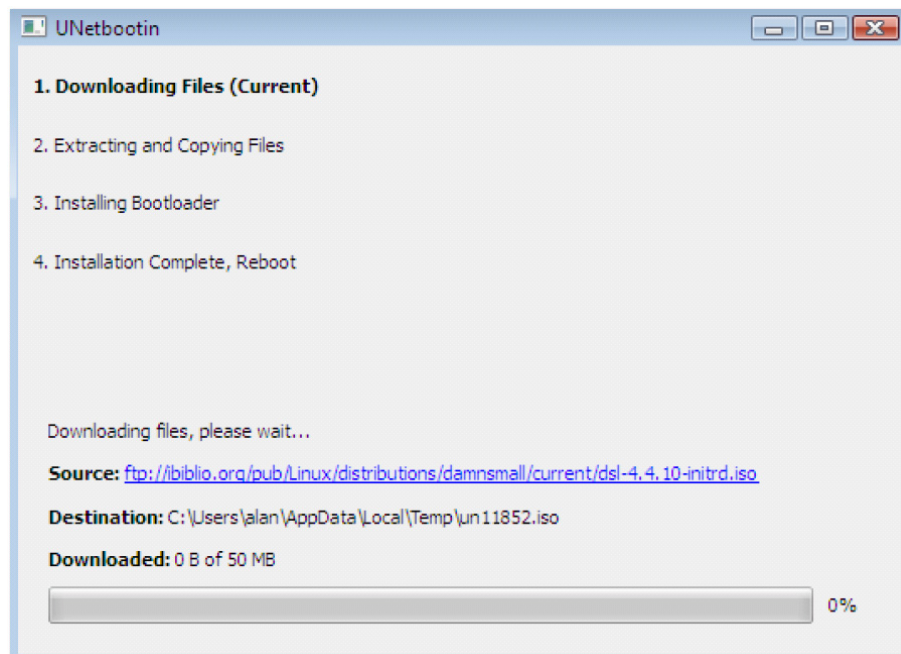 UNetbootin
1. Downloading Files (Current)
2. Extracting and Copying Files
3. Installing Bootloader
4. Installation Complete, Reboot
Downloading files, please wait...
Source: ftp://ibiblio.org/pub/Linux/distributions/damnsmall/current/dsl-4.4.10-initrd.iso
Destination: C:\Users\alan\AppData\Local\Temp\un11852.iso
Downloaded: 0 B of 50 MB
0%